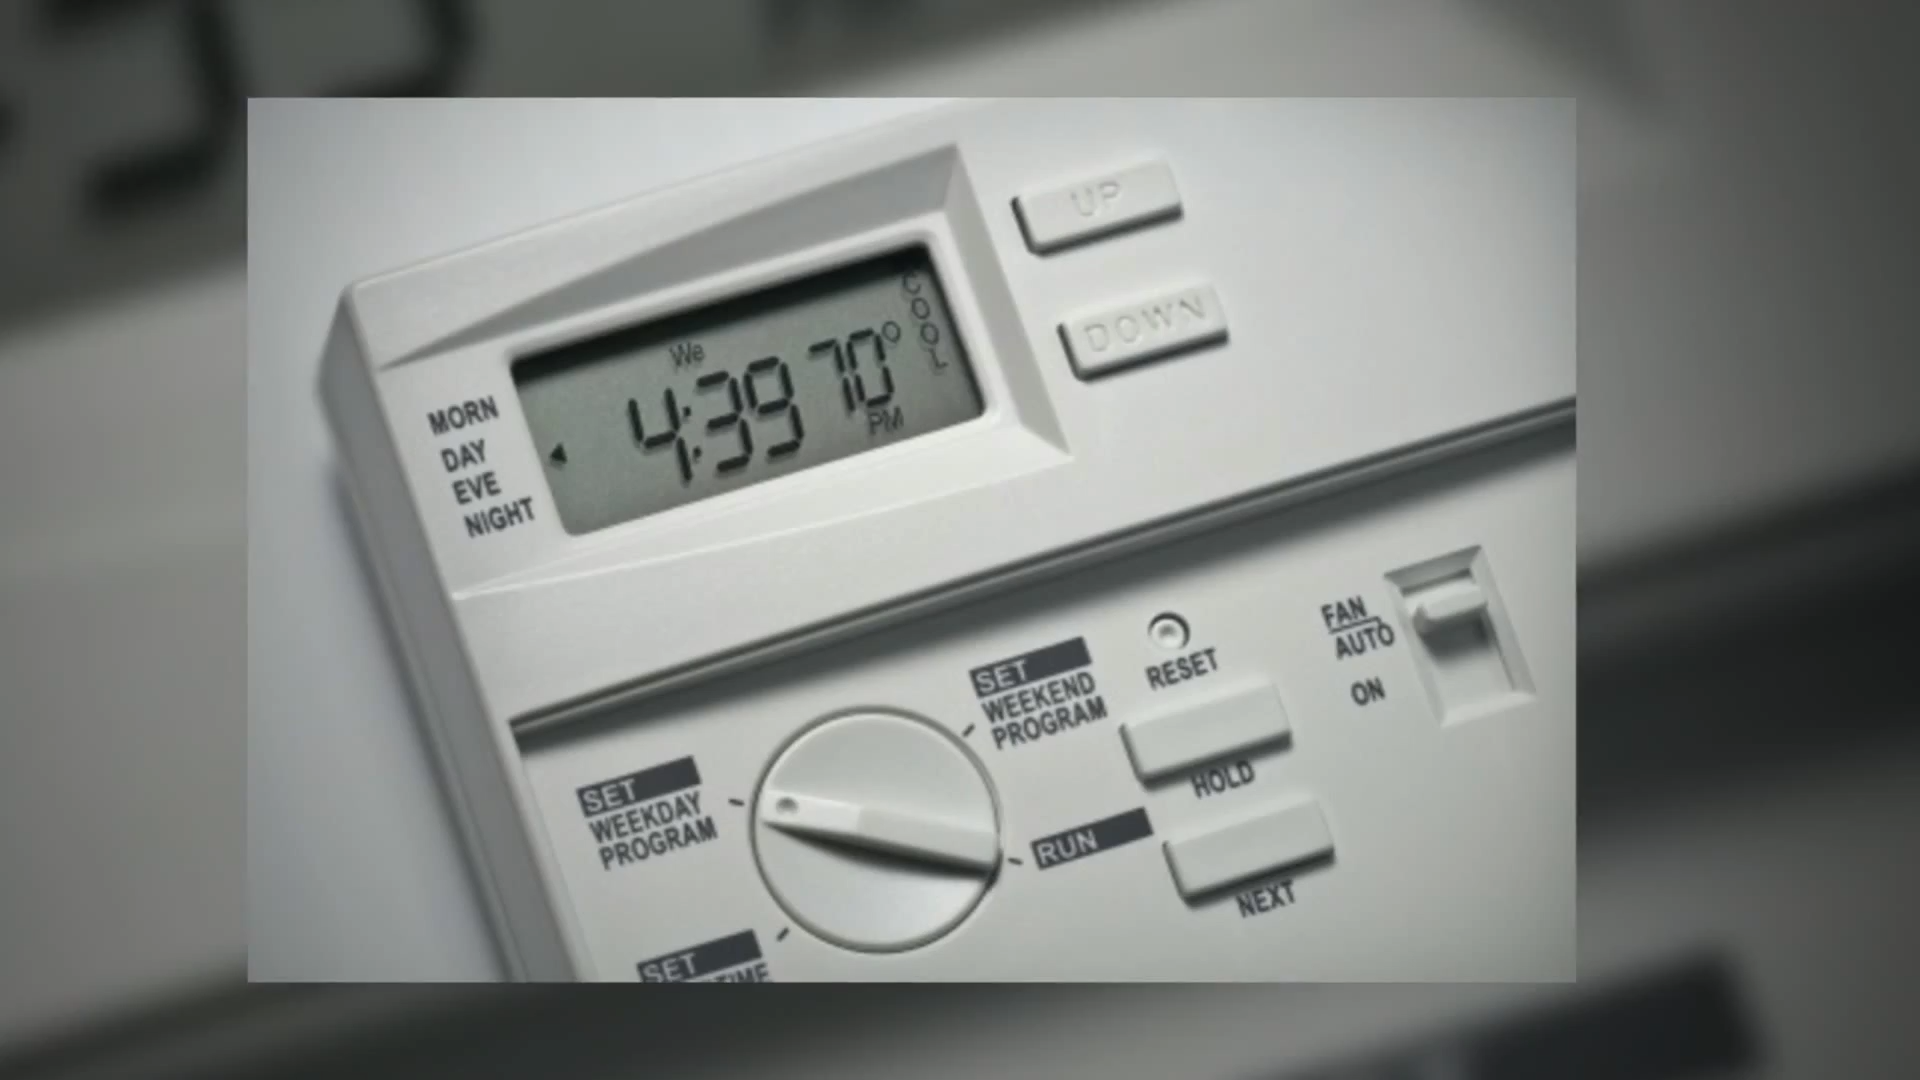 UP
DOWN
COOL
We
4:39 70°
PM
MORN
DAY
EVE
NIGHT
FAN
AUTO
ON
RESET
SET
WEEKEND
PROGRAM
HOLD
SET
WEEKDAY
PROGRAM
RUN
NEXT
SET